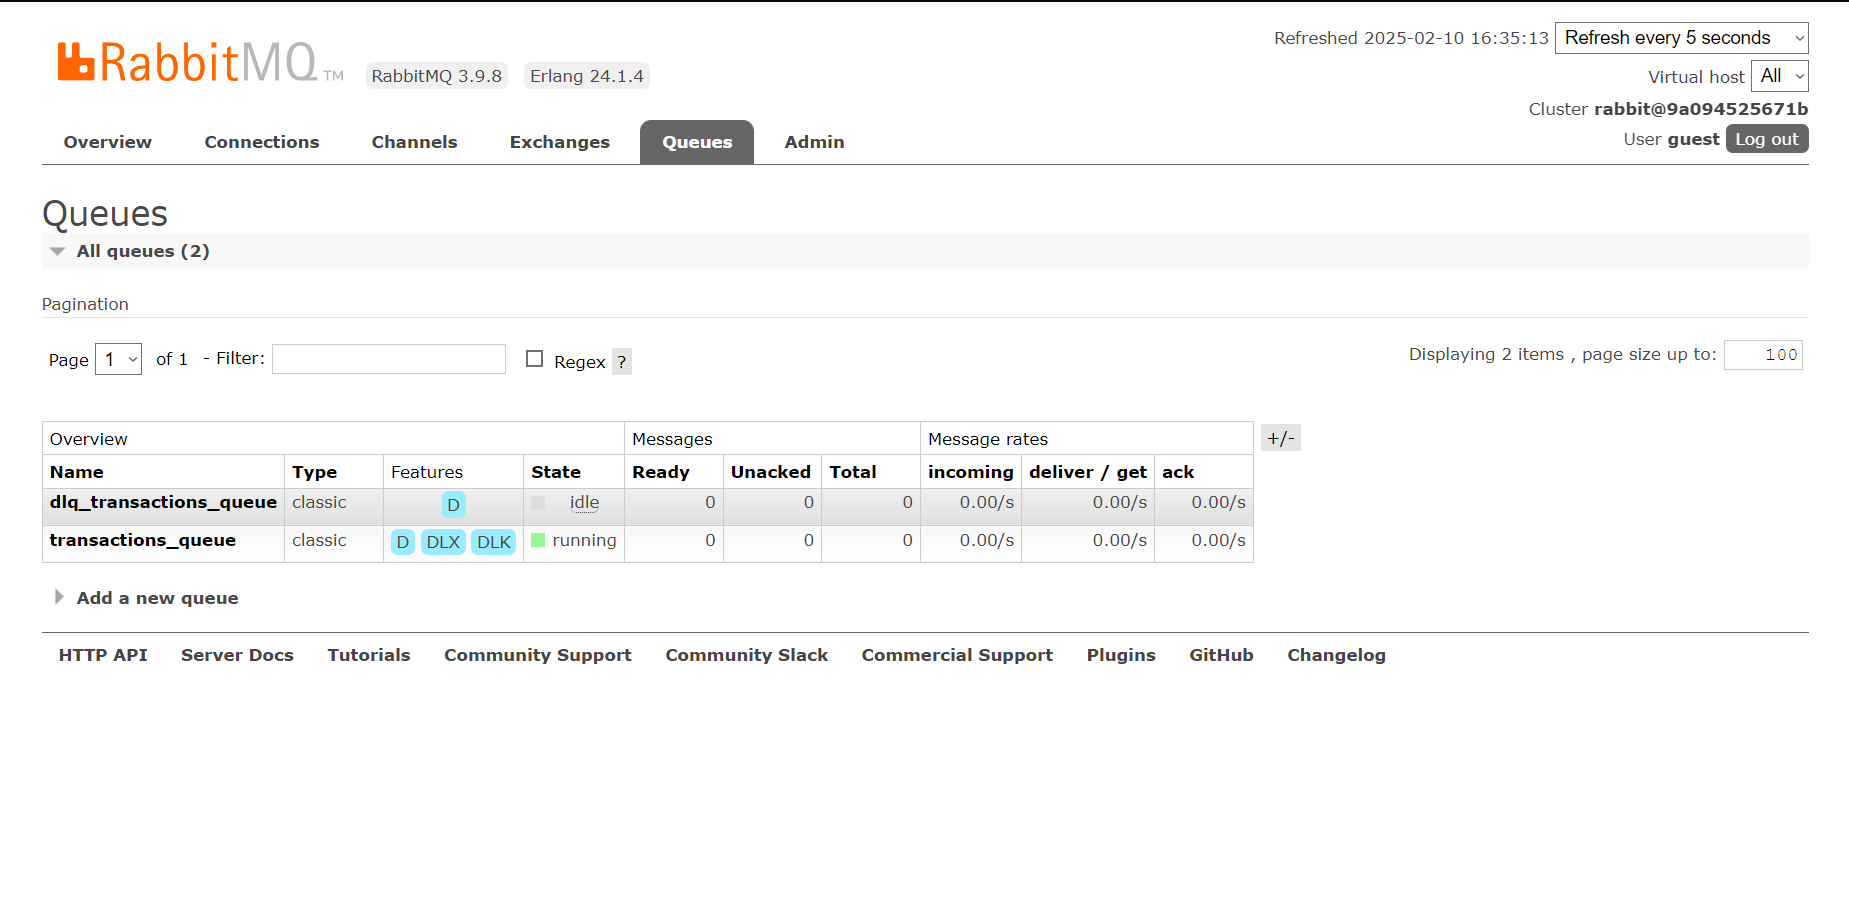 Refreshed 2025-02-10 16:35:13 Refresh every 5 seconds
RabbitMQ TM RabbitMQ 3.9.8 Erlang 24.1.4
Virtual host All
Cluster rabbit@9a094525671b
User guest Log out
Overview Connections Channels Exchanges Queues Admin
Queues
All queues (2)
Pagination
Page 1 of 1 - Filter: Regex ? Displaying 2 items , page size up to: 100
Overview Messages Message rates +/-
Name Type Features State Ready Unacked Total incoming deliver / get ack
dlq_transactions_queue classic D idle 0 0 0 0.00/s 0.00/s 0.00/s
transactions_queue classic D DLX DLK running 0 0 0 0.00/s 0.00/s 0.00/s
Add a new queue
HTTP API Server Docs Tutorials Community Support Community Slack Commercial Support Plugins GitHub Changelog